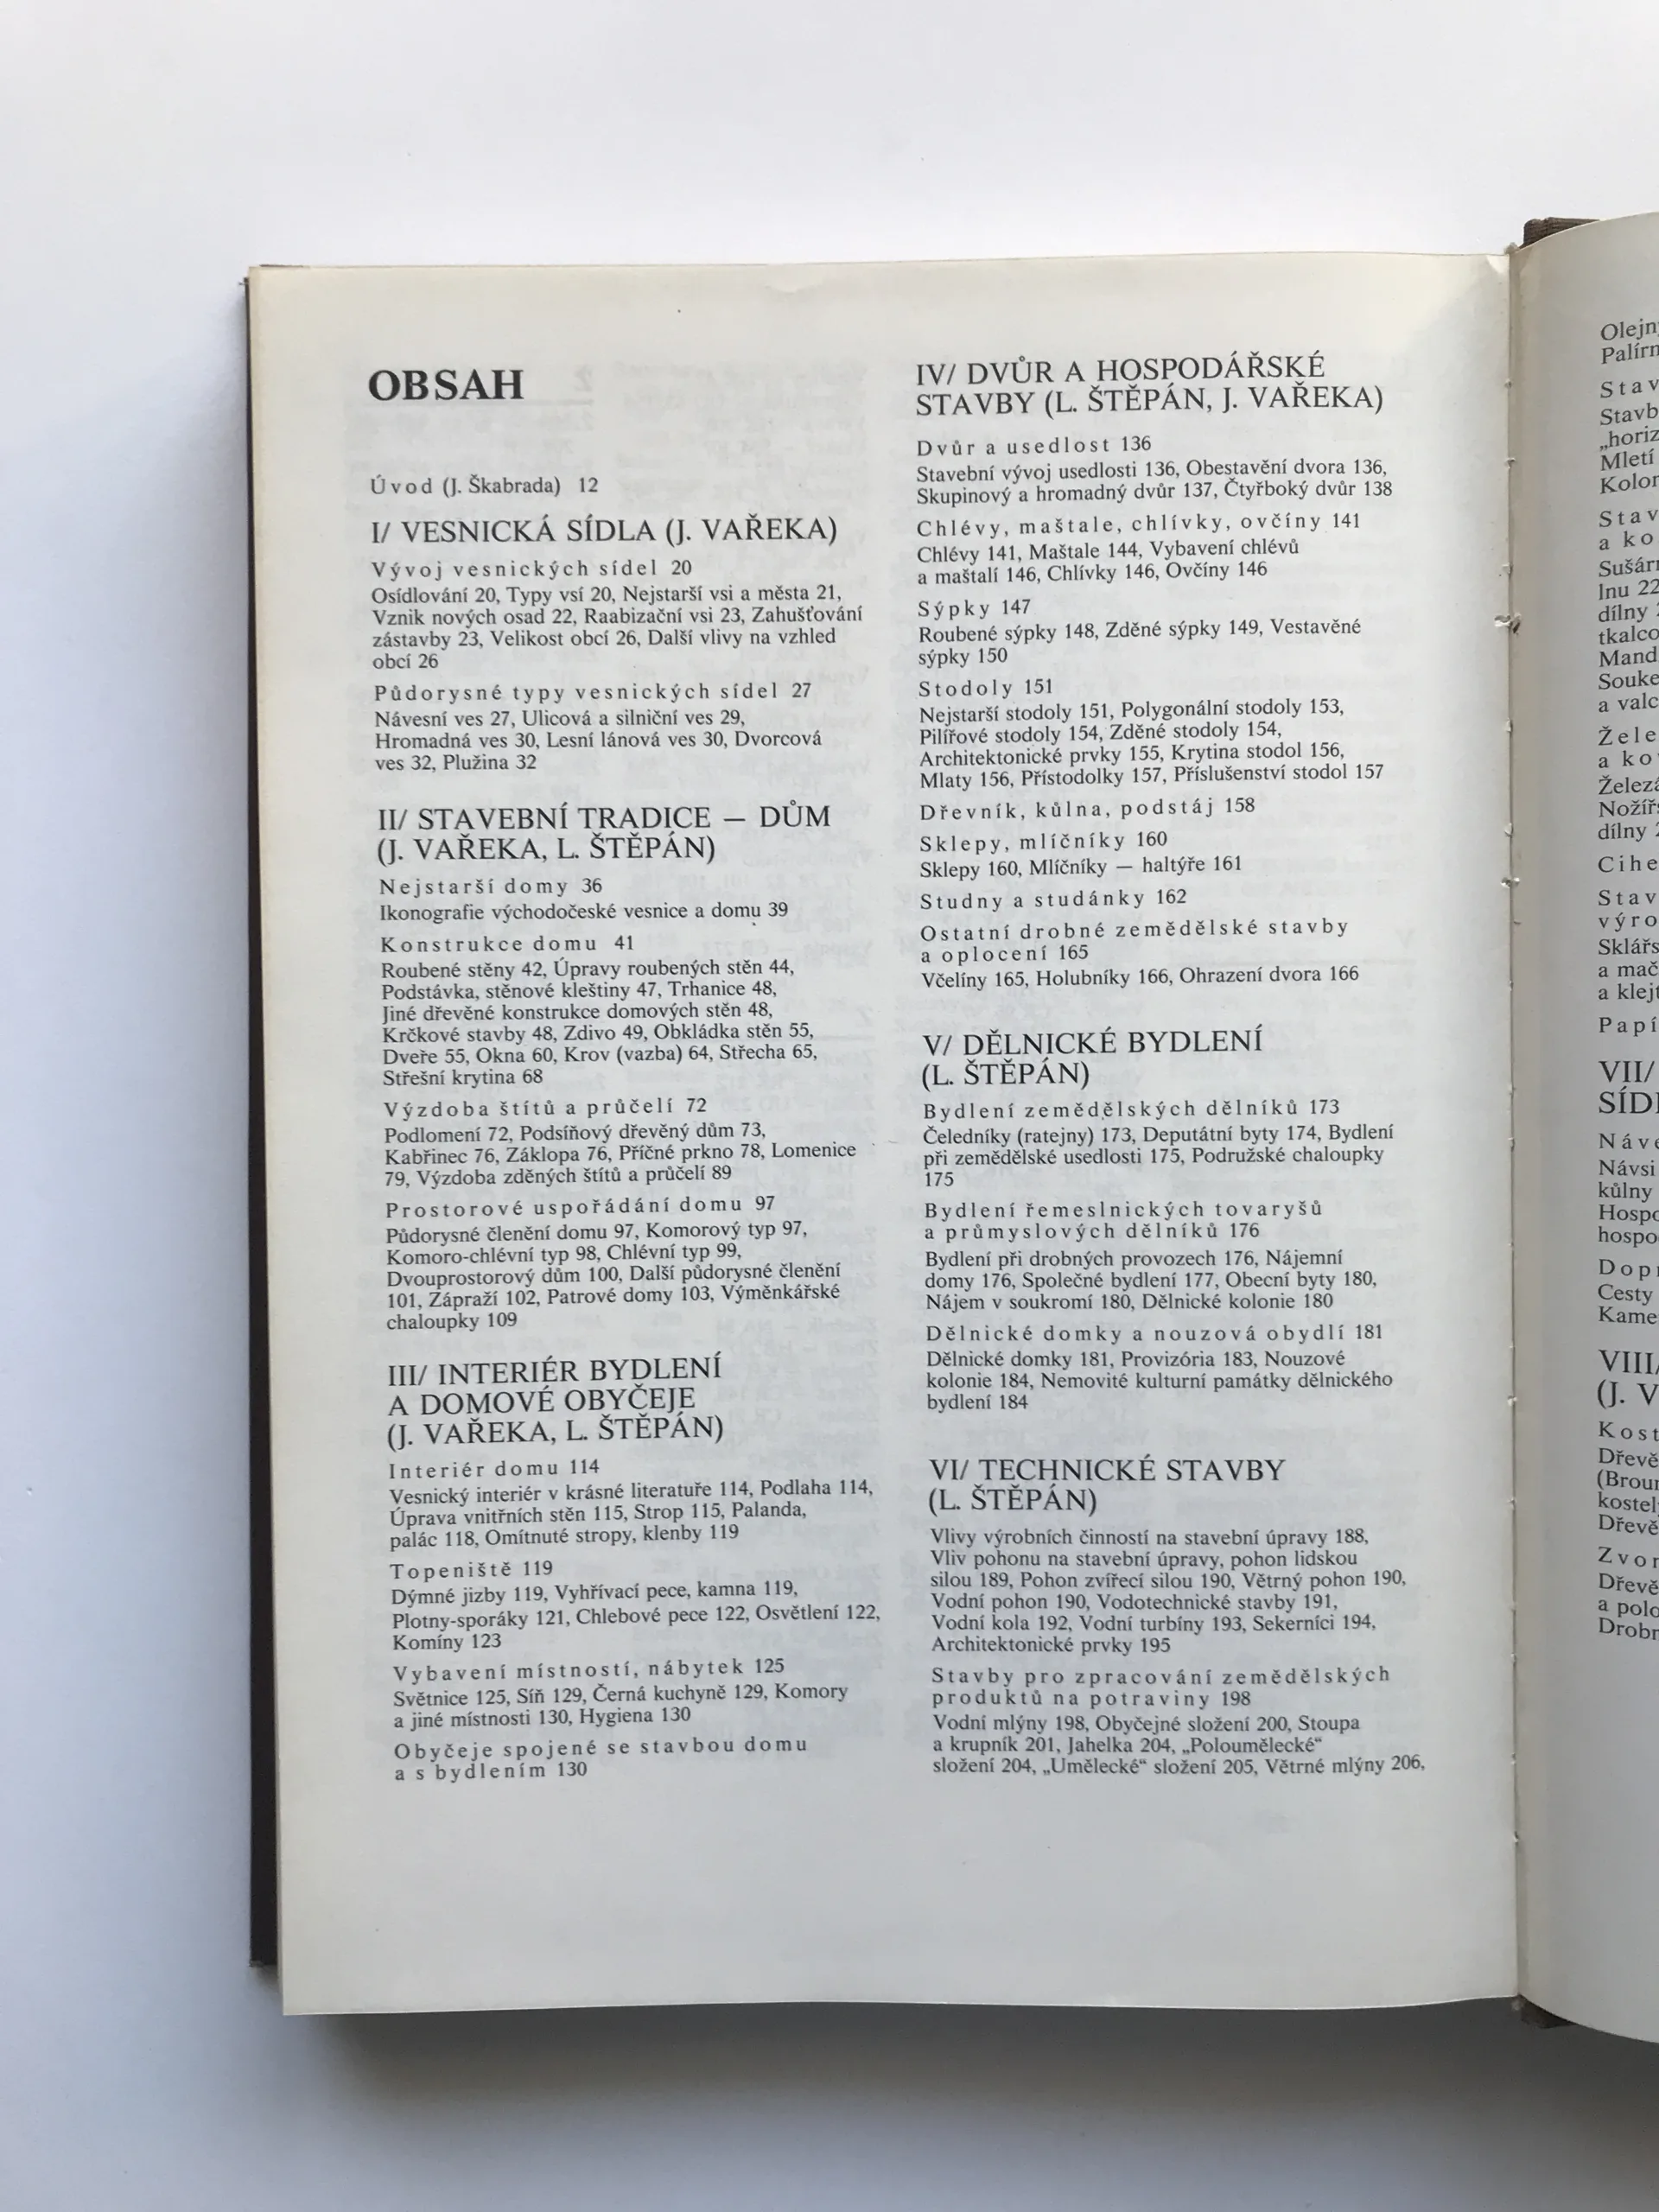 OBSAH
Úvod (J. Škabrada) 12
I/ VESNICKÁ SÍDLA (J. VAŘEKA)
Vývoj vesnických sídel 20
Osídlování 20, Typy vsí 20, Nejstarší vsi a města 21,
Vznik nových osad 22, Raabizační vsi 23, Zahušťování
zástavby 23, Velikost obcí 26, Další vlivy na vzhled
obcí 26
Půdorysné typy vesnických sídel 27
Návesní ves 27, Ulicová a silniční ves 29,
Hromadná ves 30, Lesní lánová ves 30, Dvorcová
ves 32, Plužina 32
II/ STAVEBNÍ TRADICE — DŮM
(J. VAŘEKA, L. ŠTĚPÁN)
Nejstarší domy 36
Ikonografie východočeské vesnice a domu 39
Konstrukce domu 41
Roubené stěny 42, Úpravy roubených stěn 44,
Podstávka, stěnové kleštiny 47, Trhanice 48,
Jiné dřevěné konstrukce domových stěn 48,
Krčkové stavby 48, Zdivo 49, Obkládka stěn 55,
Dveře 55, Okna 60, Krov (vazba) 64, Střecha 65,
Střešní krytina 68
Výzdoba štítů a průčelí 72
Podlomení 72, Podsíňový dřevěný dům 73,
Kabřinec 76, Záklopa 76, Příčné prkno 78, Lomenice
79, Výzdoba zděných štítů a průčelí 89
Prostorové uspořádání domu 97
Půdorysné členění domu 97, Komorový typ 97,
Komoro-chlévní typ 98, Chlévní typ 99,
Dvouprostorový dům 100, Další půdorysné členění
101, Zápraží 102, Patrové domy 103, Výměnkářské
chaloupky 109
III/ INTERIÉR BYDLENÍ
A DOMOVÉ OBYČEJE
(J. VAŘEKA, L. ŠTĚPÁN)
Interiér domu 114
Vesnický interiér v krásné literatuře 114, Podlaha 114,
Úprava vnitřních stěn 115, Strop 115, Palanda,
palác 118, Omítnuté stropy, klenby 119
Topeniště 119
Dýmné jizby 119, Vyhřívací pece, kamna 119,
Plotny-sporáky 121, Chlebové pece 122, Osvětlení 122,
Komíny 123
Vybavení místností, nábytek 125
Světnice 125, Síň 129, Černá kuchyně 129, Komory
a jiné místnosti 130, Hygiena 130
Obyčeje spojené se stavbou domu
a s bydlením 130
IV/ DVŮR A HOSPODÁŘSKÉ
STAVBY (L. ŠTĚPÁN, J. VAŘEKA)
Dvůr a usedlost 136
Stavební vývoj usedlosti 136, Obestavění dvora 136,
Skupinový a hromadný dvůr 137, Čtyřboký dvůr 138
Chlévy, maštale, chlívky, ovčíny 141
Chlévy 141, Maštale 144, Vybavení chlévů
a maštalí 146, Chlívky 146, Ovčíny 146
Sýpky 147
Roubené sýpky 148, Zděné sýpky 149, Vestavěné
sýpky 150
Stodoly 151
Nejstarší stodoly 151, Polygonální stodoly 153,
Pilířové stodoly 154, Zděné stodoly 154,
Architektonické prvky 155, Krytina stodol 156,
Mlaty 156, Přístodolky 157, Příslušenství stodol 157
Dřevník, kůlna, podstáj 158
Sklepy, mlíčníky 160
Sklepy 160, Mlíčníky — haltýře 161
Studny a studánky 162
Ostatní drobné zemědělské stavby
a oplocení 165
Včelíny 165, Holubníky 166, Ohrazení dvora 166
V/ DĚLNICKÉ BYDLENÍ
(L. ŠTĚPÁN)
Bydlení zemědělských dělníků 173
Čeledníky (ratejny) 173, Deputátní byty 174, Bydlení
při zemědělské usedlosti 175, Podružské chaloupky
175
Bydlení řemeslnických tovaryšů
a průmyslových dělníků 176
Bydlení při drobných provozech 176, Nájemní
domy 176, Společné bydlení 177, Obecní byty 180,
Nájem v soukromí 180, Dělnické kolonie 180
Dělnické domky a nouzová obydlí 181
Dělnické domky 181, Provizória 183, Nouzové
kolonie 184, Nemovité kulturní památky dělnického
bydlení 184
VI/ TECHNICKÉ STAVBY
(L. ŠTĚPÁN)
Vlivy výrobních činností na stavební úpravy 188,
Vliv pohonu na stavební úpravy, pohon lidskou
silou 189, Pohon zvířecí silou 190, Větrný pohon 190,
Vodní pohon 190, Vodotechnické stavby 191,
Vodní kola 192, Vodní turbíny 193, Sekerníci 194,
Architektonické prvky 195
Stavby pro zpracování zemědělských
produktů na potraviny 198
Vodní mlýny 198, Obyčejné složení 200, Stoupa
a krupník 201, Jahelka 204, „Poloumělecké“
složení 204, „Umělecké“ složení 205, Větrné mlýny 206,
Mletí
a ko
lnu 22
a valc
a ko
dílny
VII/
Cesty
VIII/
(J. V